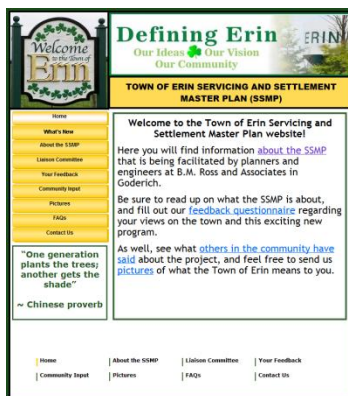 Welcome
to the Town of
Erin
Defining Erin
Our Ideas Our Vision
Our Community
ERIN
TOWN OF ERIN SERVICING AND SETTLEMENT
MASTER PLAN (SSMP)
Home
What's New
About the SSMP
Liaison Committee
Your Feedback
Community Input
Pictures
FAQs
Contact Us
"One generation
plants the trees;
another gets the
shade"
~ Chinese proverb
Welcome to the Town of Erin Servicing and
Settlement Master Plan website!
Here you will find information about the SSMP
that is being facilitated by planners and
engineers at B.M. Ross and Associates in
Goderich.
Be sure to read up on what the SSMP is about,
and fill out our feedback questionnaire regarding
your views on the town and this exciting new
program.
As well, see what others in the community have
said about the project, and feel free to send us
pictures of what the Town of Erin means to you.
Home About the SSMP Liaison Committee Your Feedback
Community Input Pictures FAQs Contact Us